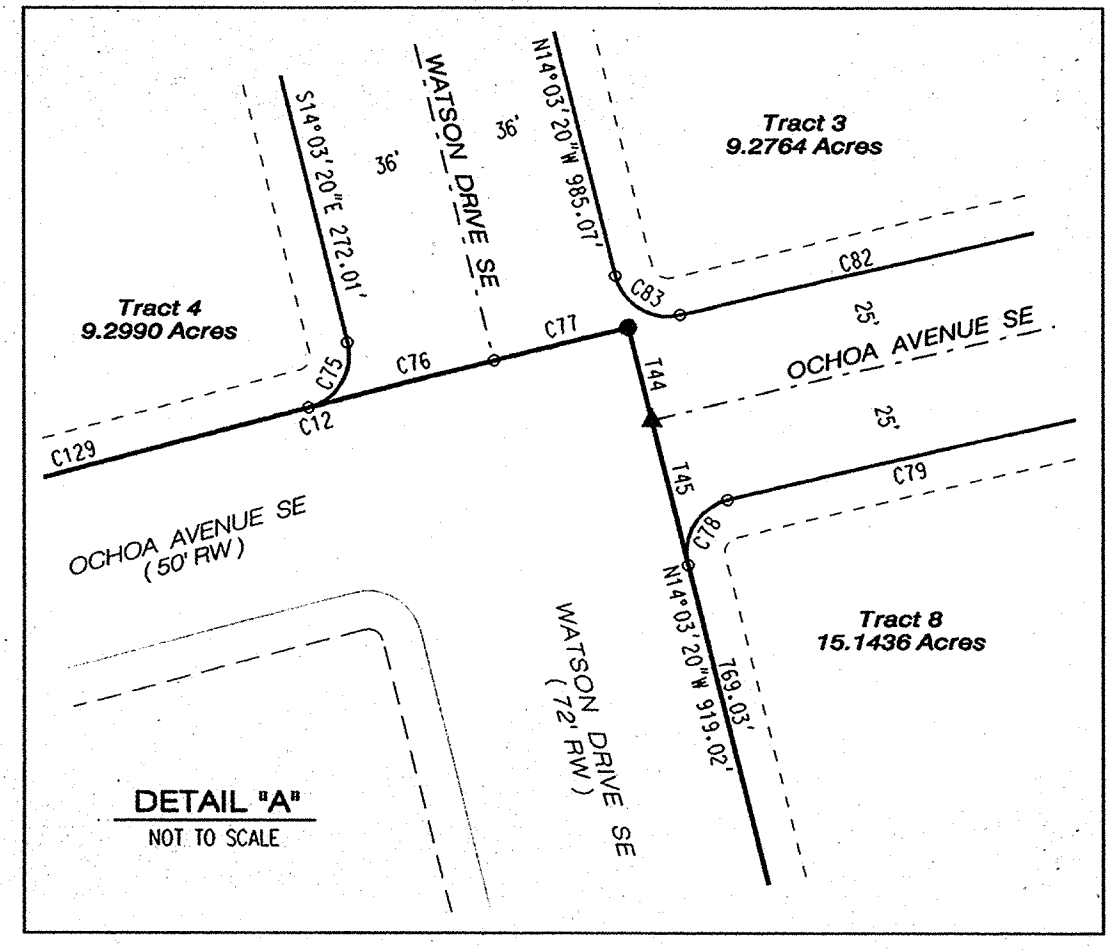 WATSON DRIVE SE
36'
36'
N14°03'20"W 985.07'
S14°03'20"E 272.01'
Tract 3
9.2764 Acres
Tract 4
9.2990 Acres
C82
C83
25'
C77
C76
C75
T44
OCHOA AVENUE SE
C12
C129
25'
T45
C79
C78
OCHOA AVENUE SE
(50' RW)
N14°03'20"W 919.02'
769.03'
Tract 8
15.1436 Acres
WATSON DRIVE SE
(72' RW)
DETAIL "A"
NOT TO SCALE